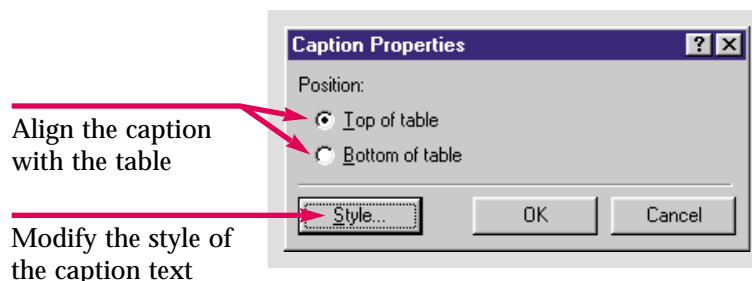 Caption Properties
Position:
Top of table
Bottom of table
Style...
OK
Cancel
Align the caption
with the table
Modify the style of
the caption text